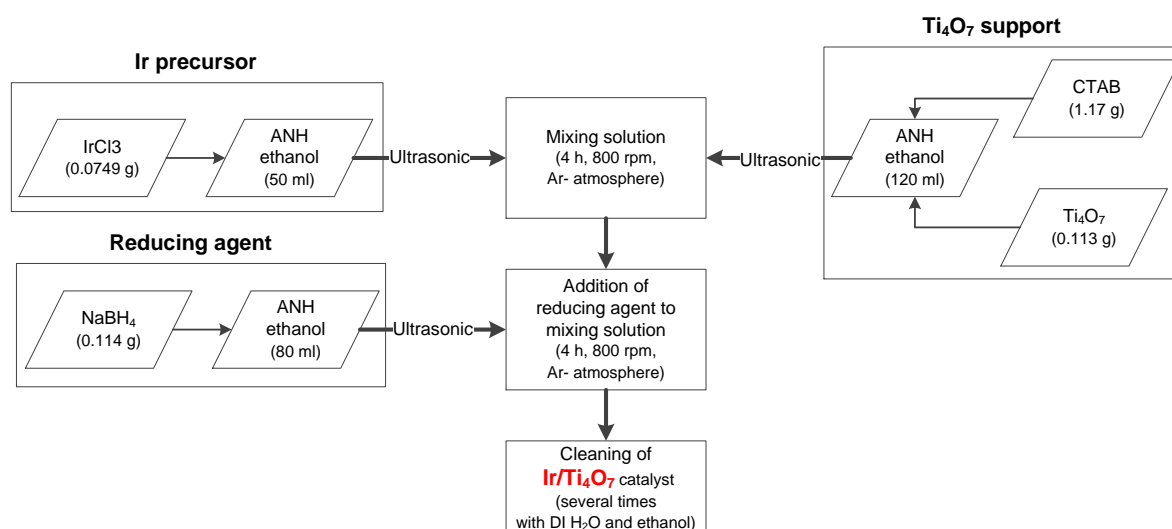 Ir precursor
IrCl3
(0.0749 g)
ANH
ethanol
(50 ml)
Ultrasonic
Mixing solution
(4 h, 800 rpm,
Ar- atmosphere)
Ultrasonic
Ti₄O₇ support
CTAB
(1.17 g)
ANH
ethanol
(120 ml)
Ti₄O₇
(0.113 g)
Reducing agent
NaBH₄
(0.114 g)
ANH
ethanol
(80 ml)
Ultrasonic
Addition of
reducing agent to
mixing solution
(4 h, 800 rpm,
Ar- atmosphere)
Cleaning of
Ir/Ti₄O₇ catalyst
(several times
with DI H₂O and ethanol)